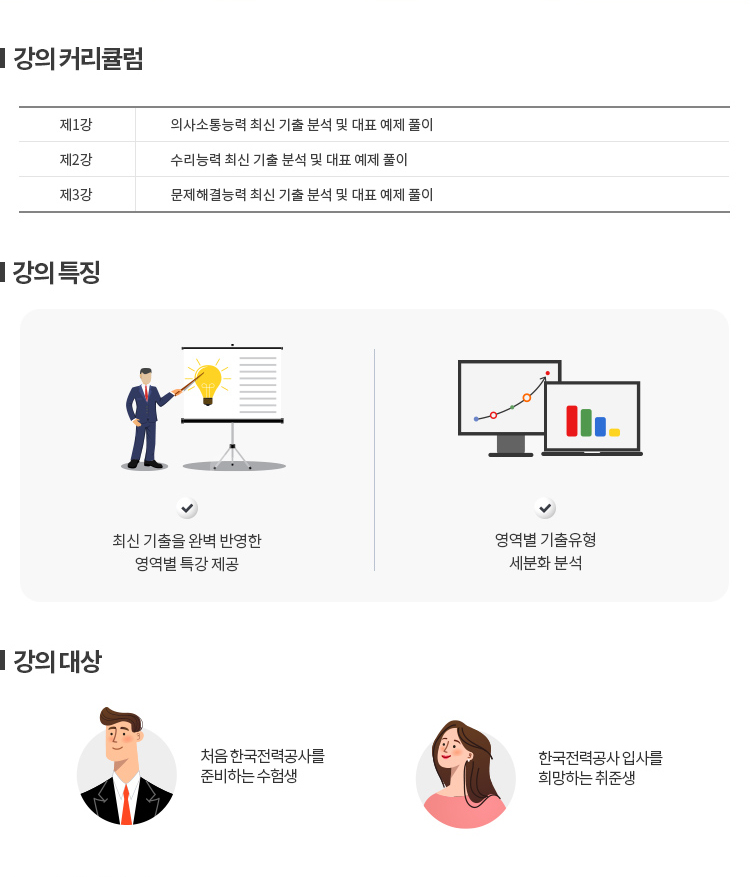 강의 커리큘럼
제1강 의사소통능력 최신 기출 분석 및 대표 예제 풀이
제2강 수리능력 최신 기출 분석 및 대표 예제 풀이
제3강 문제해결능력 최신 기출 분석 및 대표 예제 풀이
강의 특징
최신 기출을 완벽 반영한
영역별 특강 제공
영역별 기출유형
세분화 분석
강의 대상
처음 한국전력공사를
준비하는 수험생
한국전력공사 입사를
희망하는 취준생